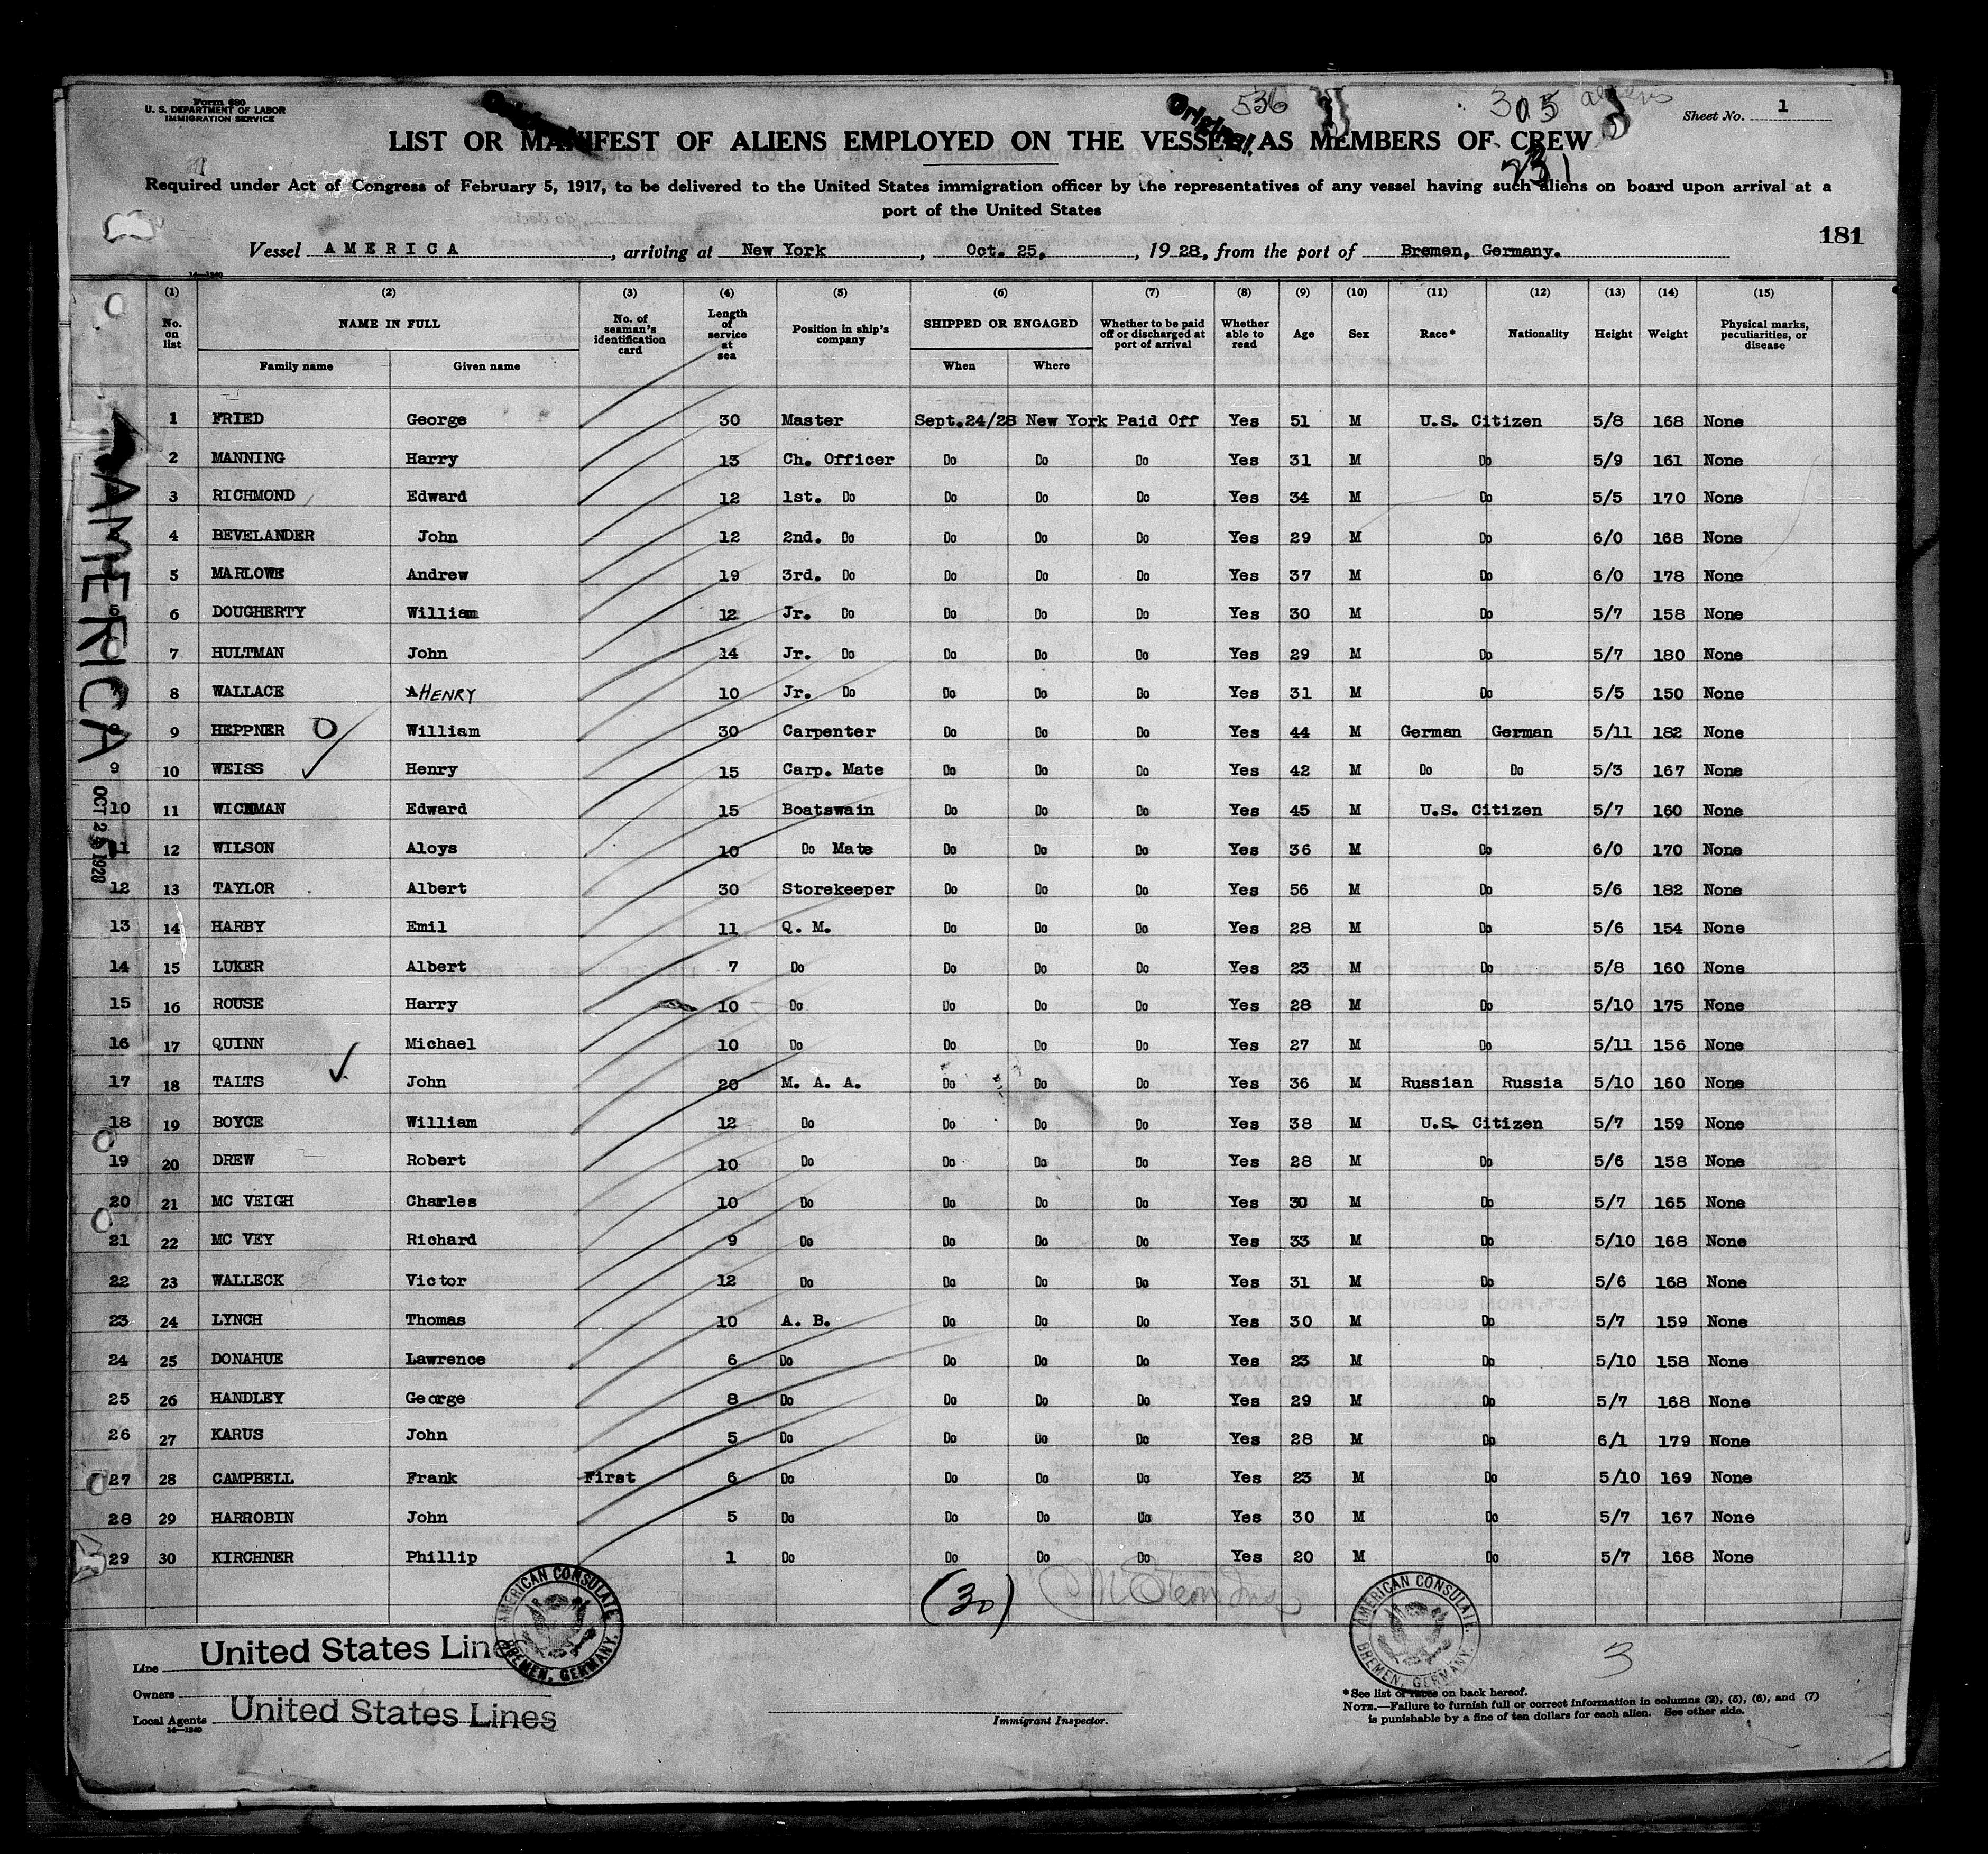 Form 680
U. S. DEPARTMENT OF LABOR
IMMIGRATION SERVICE
Original
536
305 aliens
231
Sheet No. 1
LIST OR MANIFEST OF ALIENS EMPLOYED ON THE VESSEL AS MEMBERS OF CREW
Required under Act of Congress of February 5, 1917, to be delivered to the United States immigration officer by the representatives of any vessel having such aliens on board upon arrival at a
port of the United States
181
Vessel AMERICA, arriving at New York, Oct. 25, 1928, from the port of Bremen, Germany.
14—1240
(1) (2) (3) (4) (5) (6) (7) (8) (9) (10) (11) (12) (13) (14) (15)
No. on list NAME IN FULL Family name Given name No. of seaman's identification card Length of service at sea Position in ship's company SHIPPED OR ENGAGED When Where Whether to be paid off or discharged at port of arrival Whether able to read Age Sex Race* Nationality Height Weight Physical marks, peculiarities, or disease
1 FRIED George 30 Master Sept.24/28 New York Paid Off Yes 51 M U.S. Citizen 5/8 168 None
2 MANNING Harry 13 Ch. Officer Do Do Do Yes 31 M Do 5/9 161 None
3 RICHMOND Edward 12 1st. Do Do Do Do Yes 34 M Do 5/5 170 None
4 BEVELANDER John 12 2nd. Do Do Do Do Yes 29 M Do 6/0 168 None
5 MARLOWE Andrew 19 3rd. Do Do Do Do Yes 37 M Do 6/0 178 None
6 DOUGHERTY William 12 Jr. Do Do Do Do Yes 30 M Do 5/7 158 None
7 HULTMAN John 14 Jr. Do Do Do Do Yes 29 M Do 5/7 180 None
8 WALLACE HENRY 10 Jr. Do Do Do Do Yes 31 M Do 5/5 150 None
9 HEPPNER William 30 Carpenter Do Do Do Yes 44 M German German 5/11 182 None
9 10 WEISS Henry 15 Carp. Mate Do Do Do Yes 42 M Do Do 5/3 167 None
10 11 WICHMAN Edward 15 Boatswain Do Do Do Yes 45 M U.S. Citizen 5/7 160 None
11 12 WILSON Aloys 10 Do Mate Do Do Do Yes 36 M Do 6/0 170 None
12 13 TAYLOR Albert 30 Storekeeper Do Do Do Yes 56 M Do 5/6 182 None
13 14 HARBY Emil 11 Q. M. Do Do Do Yes 28 M Do 5/6 154 None
14 15 LUKER Albert 7 Do Do Do Do Yes 23 M Do 5/8 160 None
15 16 ROUSE Harry 10 Do Do Do Do Yes 28 M Do 5/10 175 None
16 17 QUINN Michael 10 Do Do Do Do Yes 27 M Do 5/11 156 None
17 18 TALTS John 20 M. A. A. Do Do Do Yes 36 M Russian Russia 5/10 160 None
18 19 BOYCE William 12 Do Do Do Do Yes 38 M U.S. Citizen 5/7 159 None
19 20 DREW Robert 10 Do Do Do Do Yes 28 M Do 5/6 158 None
20 21 MC VEIGH Charles 10 Do Do Do Do Yes 30 M Do 5/7 165 None
21 22 MC VEY Richard 9 Do Do Do Do Yes 33 M Do 5/10 168 None
22 23 WALLECK Victor 12 Do Do Do Do Yes 31 M Do 5/6 168 None
23 24 LYNCH Thomas 10 A. B. Do Do Do Yes 30 M Do 5/7 159 None
24 25 DONAHUE Lawrence 6 Do Do Do Do Yes 23 M Do 5/10 158 None
25 26 HANDLEY George 8 Do Do Do Do Yes 29 M Do 5/7 168 None
26 27 KARUS John 5 Do Do Do Do Yes 28 M Do 6/1 179 None
27 28 CAMPBELL Frank First 6 Do Do Do Do Yes 23 M Do 5/10 169 None
28 29 HARROBIN John 5 Do Do Do Do Yes 30 M Do 5/7 167 None
29 30 KIRCHNER Phillip 1 Do Do Do Do Yes 20 M Do 5/7 168 None
AMERICA
OCT 25 1928
(30)
AMERICAN CONSULATE. BREMEN, GERMANY.
AMERICAN CONSULATE. BREMEN, GERMANY.
3
Line United States Lines
Owners
Local Agents United States Lines
14—1240
Immigrant Inspector.
*See list of races on back hereof.
NOTE.—Failure to furnish full or correct information in columns (2), (5), (6), and (7)
is punishable by a fine of ten dollars for each alien. See other side.